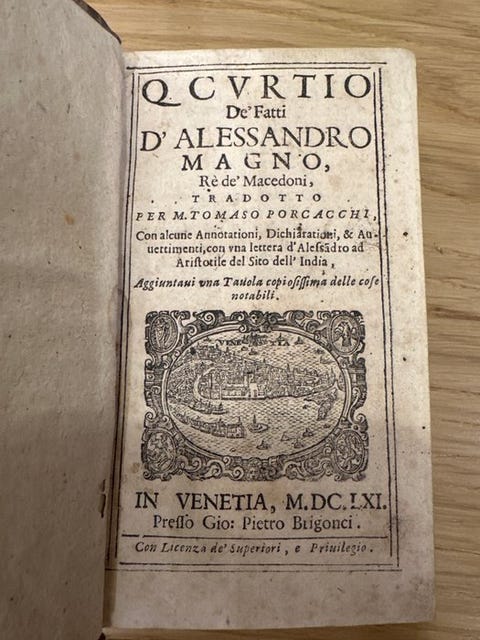 Q CVRTIO
De' Fatti
D'ALESSANDRO
MAGNO,
Rè de' Macedoni,
TRADOTTO
PER M. TOMASO PORCACCHI,
Con alcune Annotationi, Dichiarationi, & Au-
uertimenti, con vna lettera d'Alessādro ad
Aristotile del Sito dell' India,
Aggiuntaui vna Tauola copiosissima delle cose
notabili.
VENETIA
IN VENETIA, M.DC.LXI.
Presso Gio: Pietro Brigonci.
Con Licenza de' Superiori, e Priuilegio.